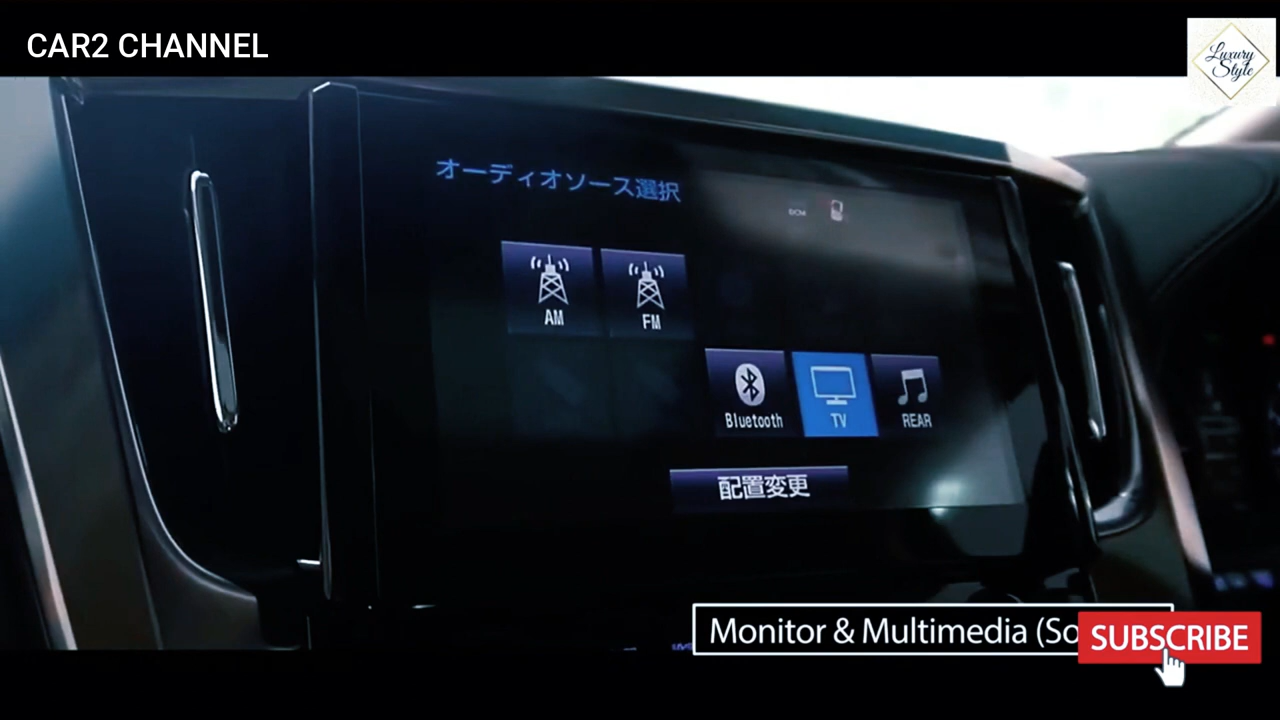 CAR2 CHANNEL
Luxury
Style
オーディオソース選択
DCM
AM
FM
Bluetooth
TV
REAR
配置変更
Monitor & Multimedia (So
SUBSCRIBE